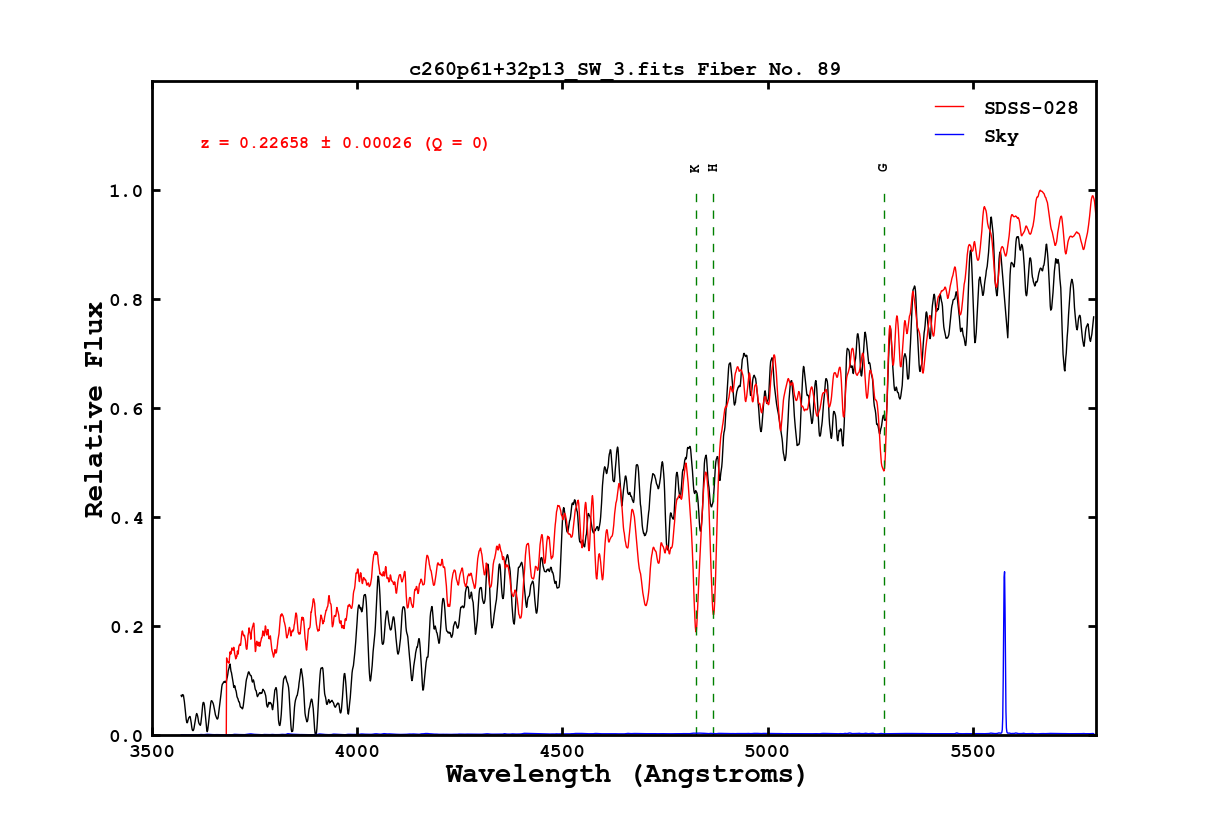 c260p61+32p13_SW_3.fits Fiber No. 89
SDSS-028
Sky
z = 0.22658 ± 0.00026 (Q = 0)
K
H
G
1.0
0.8
0.6
0.4
0.2
0.0
Relative Flux
3500
4000
4500
5000
5500
Wavelength (Angstroms)